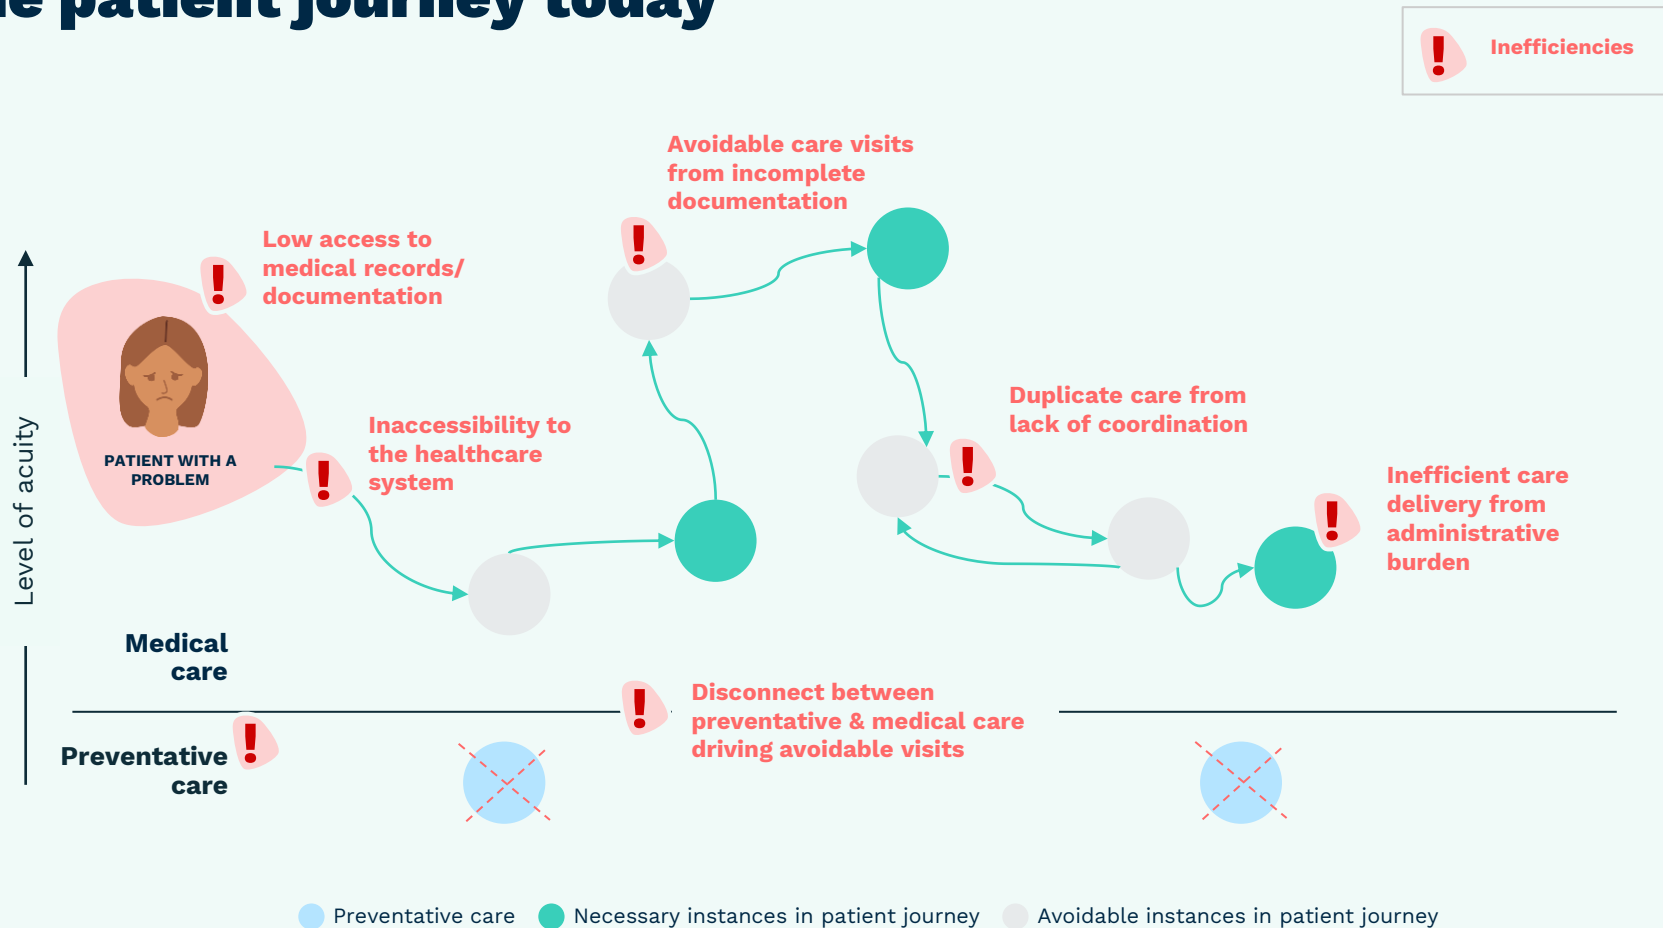 e patient journey today
Inefficiencies
Avoidable care visits
from incomplete
documentation
Low access to
medical records/
documentation
PATIENT WITH A
PROBLEM
Inaccessibility to
the healthcare
system
Duplicate care from
lack of coordination
Inefficient care
delivery from
administrative
burden
Level of acuity
Medical
care
Disconnect between
preventative & medical care
driving avoidable visits
Preventative
care
Preventative care
Necessary instances in patient journey
Avoidable instances in patient journey